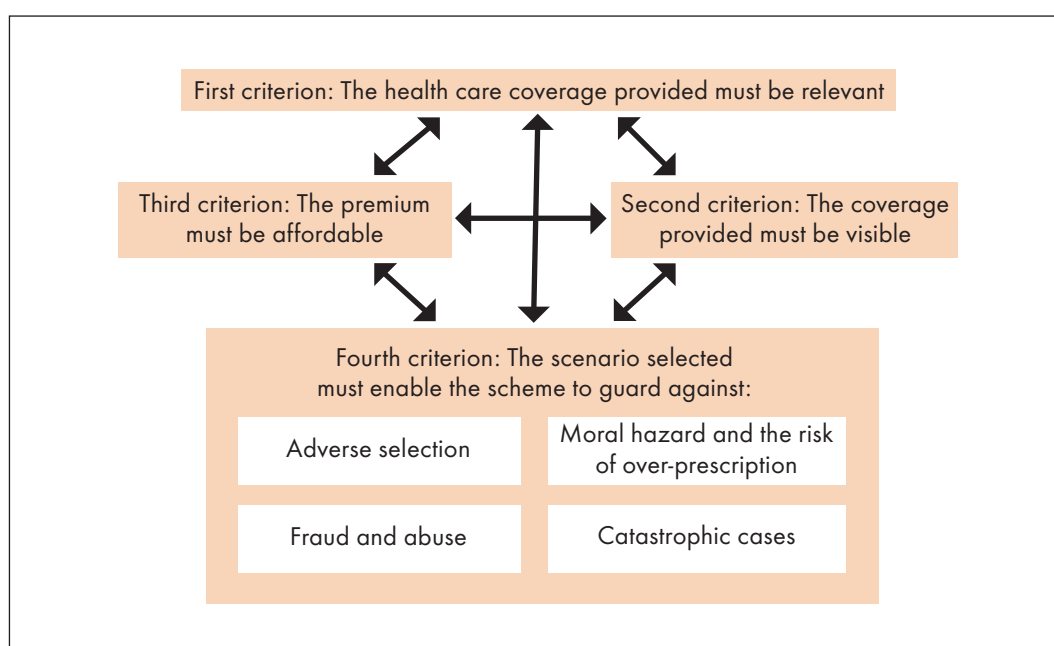 First criterion: The health care coverage provided must be relevant
Third criterion: The premium
must be affordable
Second criterion: The coverage
provided must be visible
Fourth criterion: The scenario selected
must enable the scheme to guard against:
Adverse selection
Moral hazard and the risk
of over-prescription
Fraud and abuse
Catastrophic cases